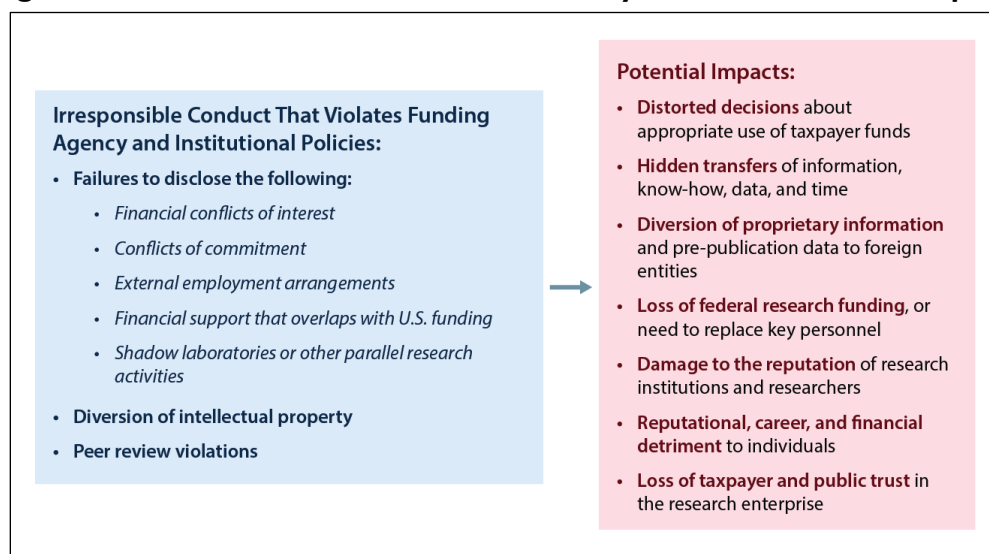 Irresponsible Conduct That Violates Funding
Agency and Institutional Policies:
• Failures to disclose the following:
• Financial conflicts of interest
• Conflicts of commitment
• External employment arrangements
• Financial support that overlaps with U.S. funding
• Shadow laboratories or other parallel research
activities
• Diversion of intellectual property
• Peer review violations
Potential Impacts:
• Distorted decisions about
appropriate use of taxpayer funds
• Hidden transfers of information,
know-how, data, and time
• Diversion of proprietary information
and pre-publication data to foreign
entities
• Loss of federal research funding, or
need to replace key personnel
• Damage to the reputation of research
institutions and researchers
• Reputational, career, and financial
detriment to individuals
• Loss of taxpayer and public trust in
the research enterprise